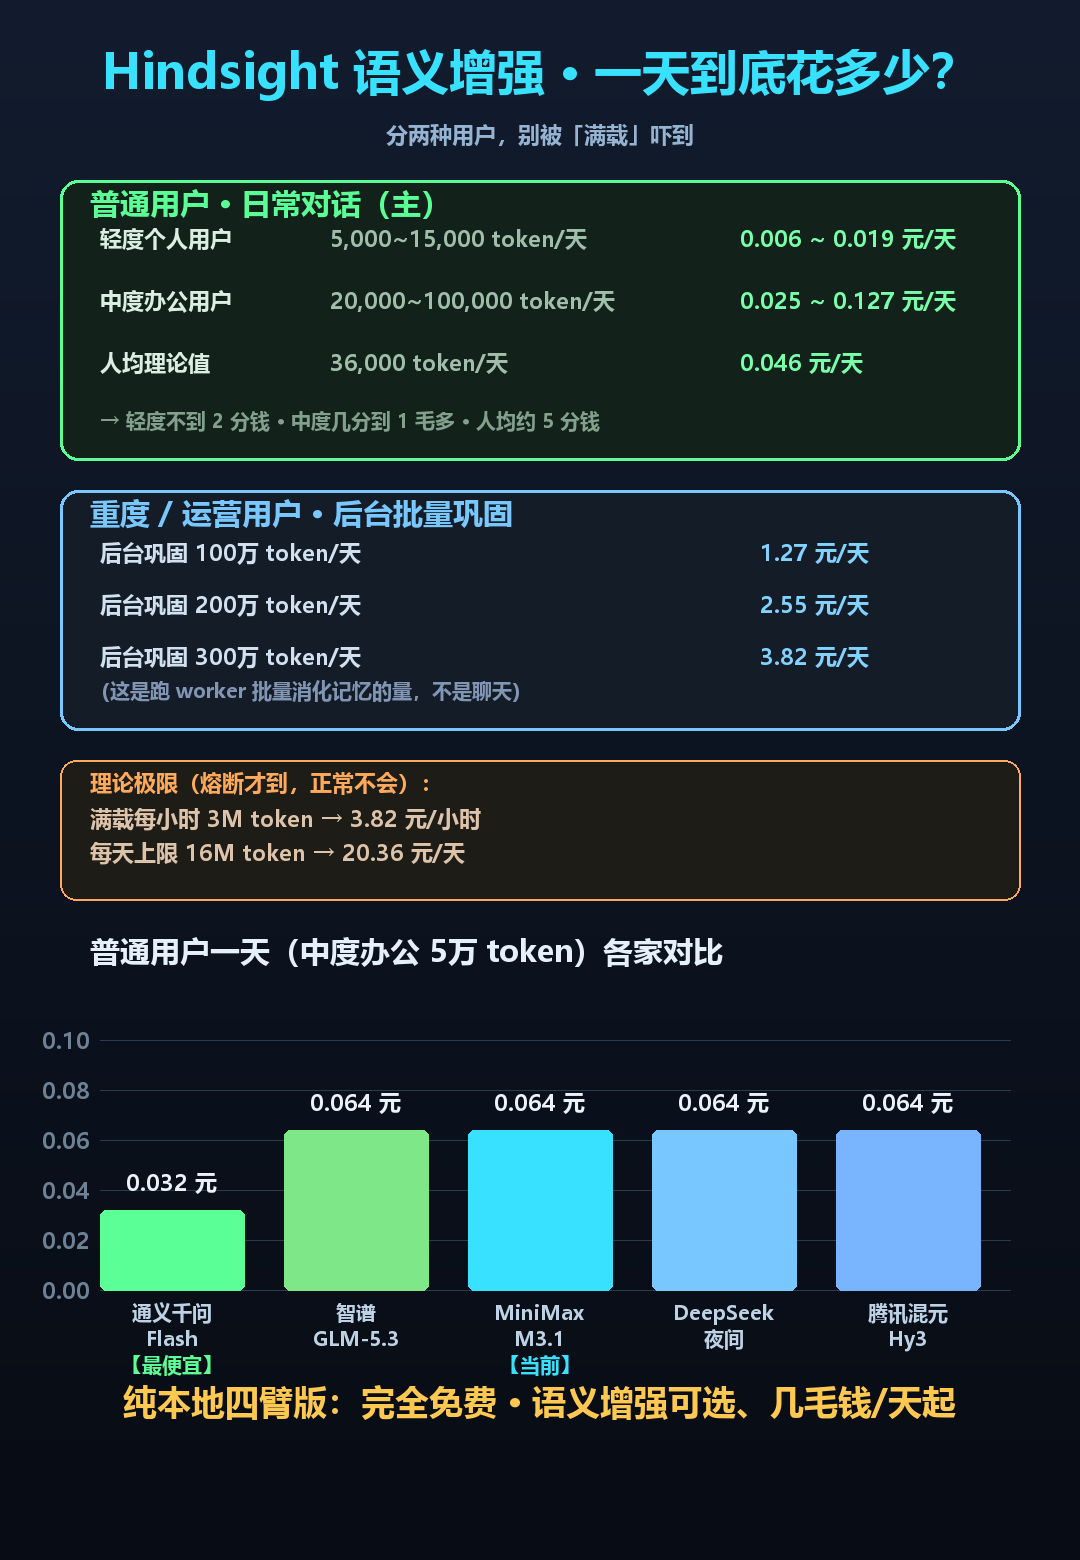 Hindsight 语义增强 • 一天到底花多少?
分两种用户，别被「满载」吓到
普通用户 • 日常对话（主）
轻度个人用户 5,000~15,000 token/天 0.006 ~ 0.019 元/天
中度办公用户 20,000~100,000 token/天 0.025 ~ 0.127 元/天
人均理论值 36,000 token/天 0.046 元/天
→ 轻度不到 2 分钱 • 中度几分到 1 毛多 • 人均约 5 分钱
重度 / 运营用户 • 后台批量巩固
后台巩固 100万 token/天 1.27 元/天
后台巩固 200万 token/天 2.55 元/天
后台巩固 300万 token/天 3.82 元/天
(这是跑 worker 批量消化记忆的量，不是聊天)
理论极限（熔断才到，正常不会）:
满载每小时 3M token → 3.82 元/小时
每天上限 16M token → 20.36 元/天
普通用户一天（中度办公 5万 token）各家对比
0.10
0.08
0.06
0.04
0.02
0.00
0.032 元
0.064 元
0.064 元
0.064 元
0.064 元
通义千问
Flash
【最便宜】
智谱
GLM-5.3
MiniMax
M3.1
【当前】
DeepSeek
夜间
腾讯混元
Hy3
纯本地四臂版：完全免费 • 语义增强可选、几毛钱/天起